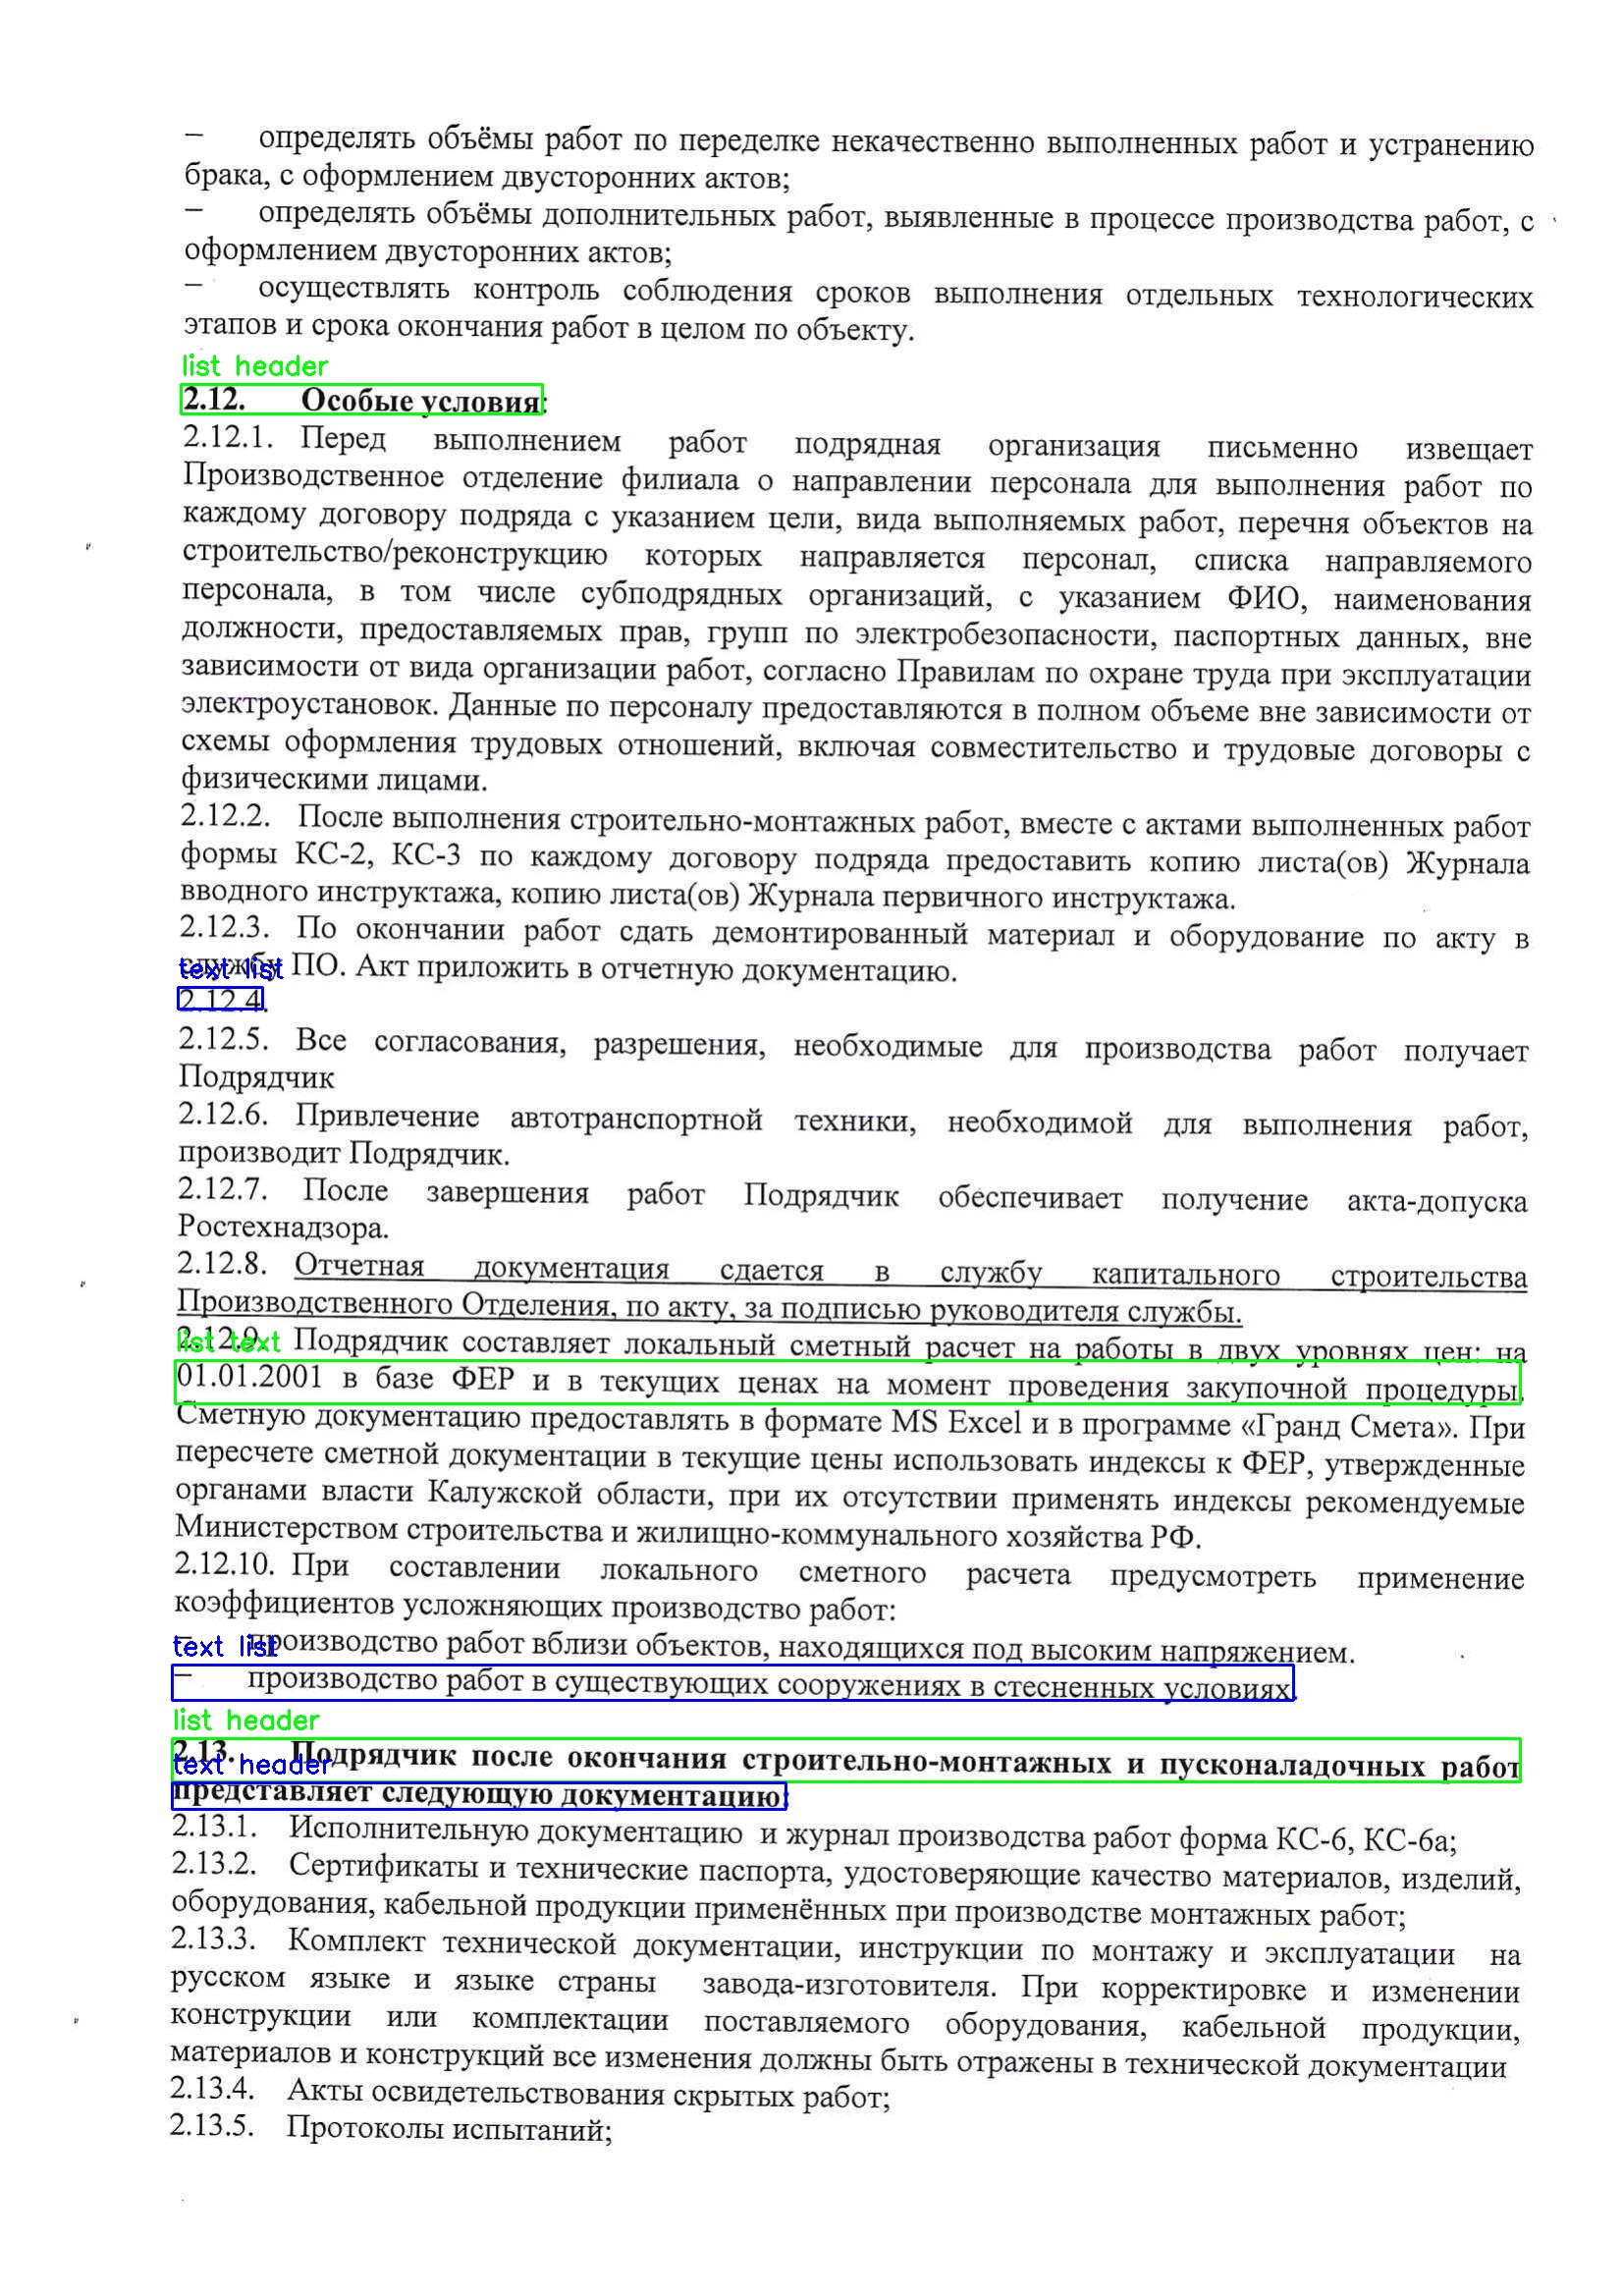 – определять объёмы работ по переделке некачественно выполненных работ и устранению
брака, с оформлением двусторонних актов;
– определять объёмы дополнительных работ, выявленные в процессе производства работ, с
оформлением двусторонних актов;
– осуществлять контроль соблюдения сроков выполнения отдельных технологических
этапов и срока окончания работ в целом по объекту.
list header
2.12. Особые условия:
2.12.1. Перед выполнением работ подрядная организация письменно извещает
Производственное отделение филиала о направлении персонала для выполнения работ по
каждому договору подряда с указанием цели, вида выполняемых работ, перечня объектов на
строительство/реконструкцию которых направляется персонал, списка направляемого
персонала, в том числе субподрядных организаций, с указанием ФИО, наименования
должности, предоставляемых прав, групп по электробезопасности, паспортных данных, вне
зависимости от вида организации работ, согласно Правилам по охране труда при эксплуатации
электроустановок. Данные по персоналу предоставляются в полном объеме вне зависимости от
схемы оформления трудовых отношений, включая совместительство и трудовые договоры с
физическими лицами.
2.12.2. После выполнения строительно-монтажных работ, вместе с актами выполненных работ
формы КС-2, КС-3 по каждому договору подряда предоставить копию листа(ов) Журнала
вводного инструктажа, копию листа(ов) Журнала первичного инструктажа.
2.12.3. По окончании работ сдать демонтированный материал и оборудование по акту в
службу ПО. Акт приложить в отчетную документацию.
text list
2.12.4.
2.12.5. Все согласования, разрешения, необходимые для производства работ получает
Подрядчик
2.12.6. Привлечение автотранспортной техники, необходимой для выполнения работ,
производит Подрядчик.
2.12.7. После завершения работ Подрядчик обеспечивает получение акта-допуска
Ростехнадзора.
2.12.8. Отчетная документация сдается в службу капитального строительства
Производственного Отделения, по акту, за подписью руководителя службы.
2.12.9. Подрядчик составляет локальный сметный расчет на работы в двух уровнях цен: на
list text
01.01.2001 в базе ФЕР и в текущих ценах на момент проведения закупочной процедуры.
Сметную документацию предоставлять в формате MS Excel и в программе «Гранд Смета». При
пересчете сметной документации в текущие цены использовать индексы к ФЕР, утвержденные
органами власти Калужской области, при их отсутствии применять индексы рекомендуемые
Министерством строительства и жилищно-коммунального хозяйства РФ.
2.12.10. При составлении локального сметного расчета предусмотреть применение
коэффициентов усложняющих производство работ:
– производство работ вблизи объектов, находящихся под высоким напряжением.
text list
– производство работ в существующих сооружениях в стесненных условиях.
list header
2.13. Подрядчик после окончания строительно-монтажных и пусконаладочных работ
text header
представляет следующую документацию:
2.13.1. Исполнительную документацию и журнал производства работ форма КС-6, КС-6а;
2.13.2. Сертификаты и технические паспорта, удостоверяющие качество материалов, изделий,
оборудования, кабельной продукции применённых при производстве монтажных работ;
2.13.3. Комплект технической документации, инструкции по монтажу и эксплуатации на
русском языке и языке страны завода-изготовителя. При корректировке и изменении
конструкции или комплектации поставляемого оборудования, кабельной продукции,
материалов и конструкций все изменения должны быть отражены в технической документации
2.13.4. Акты освидетельствования скрытых работ;
2.13.5. Протоколы испытаний;